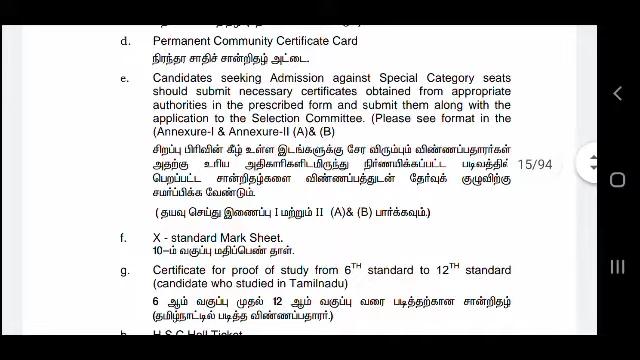 d. Permanent Community Certificate Card
நிரந்தர சாதிச் சான்றிதழ் அட்டை.
e. Candidates seeking Admission against Special Category seats
should submit necessary certificates obtained from appropriate
authorities in the prescribed form and submit them along with the
application to the Selection Committee. (Please see format in the
(Annexure-I & Annexure-II (A)& (B)
சிறப்பு பிரிவின் கீழ் உள்ள இடங்களுக்கு சேர விரும்பும் விண்ணப்பதாரர்கள்
அதற்கு உரிய அதிகாரிகளிடமிருந்து நிர்ணயிக்கப்பட்ட படிவத்தில்
பெறப்பட்ட சான்றிதழ்களை விண்ணப்பத்துடன் தேர்வுக் குழுவிற்கு
சமர்ப்பிக்க வேண்டும்.
(தயவு செய்து இணைப்பு I மற்றும் II (A)& (B) பார்க்கவும்.)
15/94
f. X - standard Mark Sheet.
10-ம் வகுப்பு மதிப்பெண் தாள்.
g. Certificate for proof of study from 6TH standard to 12TH standard
(candidate who studied in Tamilnadu)
6 ஆம் வகுப்பு முதல் 12 ஆம் வகுப்பு வரை படித்தற்கான சான்றிதழ்
(தமிழ்நாட்டில் படித்த விண்ணப்பதாரர்.)
h. H.S.C Hall Ticket